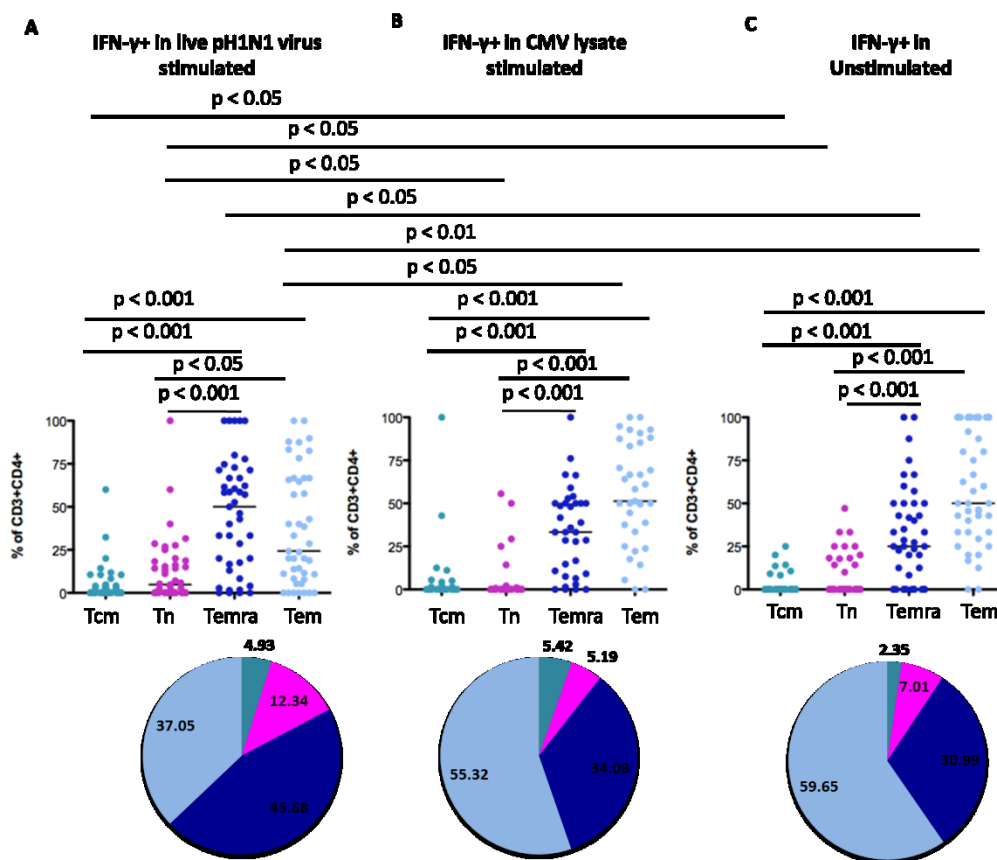 A
IFN-γ+ in live pH1N1 virus
stimulated
B
IFN-γ+ in CMV lysate
stimulated
C
IFN-γ+ in
Unstimulated
p < 0.05
p < 0.05
p < 0.05
p < 0.05
p < 0.01
p < 0.05
p < 0.001
p < 0.001
p < 0.05
p < 0.001
p < 0.001
p < 0.001
p < 0.001
p < 0.001
p < 0.001
p < 0.001
p < 0.001
p < 0.001
% of CD3+CD4+
100
75
50
25
0
Tcm Tn Temra Tem
% of CD3+CD4+
100
75
50
25
0
Tcm Tn Temra Tem
% of CD3+CD4+
100
75
50
25
0
Tcm Tn Temra Tem
4.93
12.34
37.05
45.68
5.42
5.19
34.08
55.32
2.35
7.01
30.99
59.65